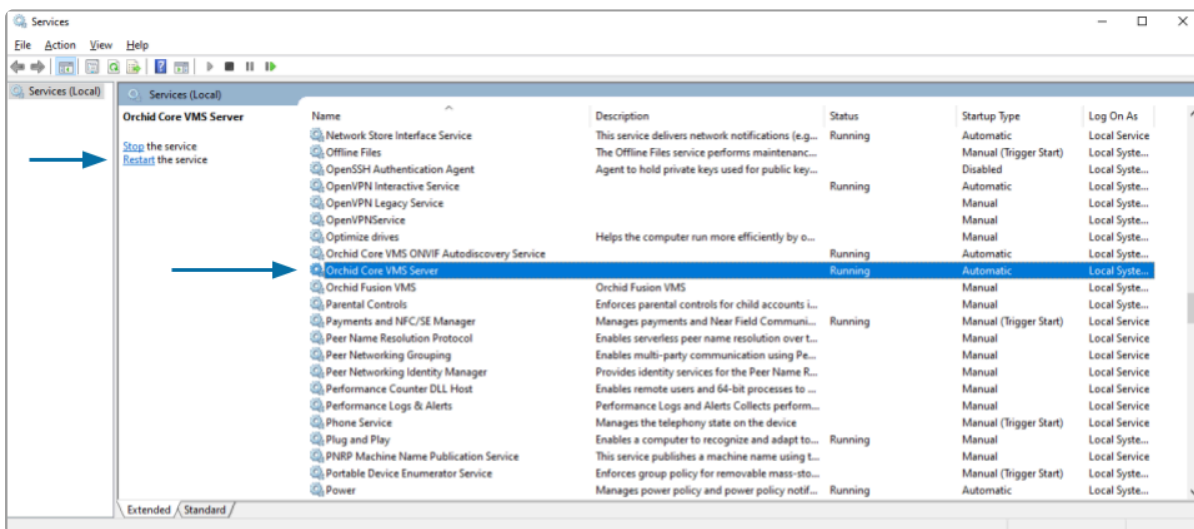 Services
File Action View Help
Services (Local)
Services (Local)
Orchid Core VMS Server
Stop the service
Restart the service
Name Description Status Startup Type Log On As
Network Store Interface Service This service delivers network notifications (e.g... Running Automatic Local Service
Offline Files The Offline Files service performs maintenanc... Manual (Trigger Start) Local Syste...
OpenSSH Authentication Agent Agent to hold private keys used for public key... Disabled Local Syste...
OpenVPN Interactive Service Running Automatic Local Syste...
OpenVPN Legacy Service Manual Local Syste...
OpenVPNService Manual Local Syste...
Optimize drives Helps the computer run more efficiently by o... Manual Local Syste...
Orchid Core VMS ONVIF Autodiscovery Service Running Automatic Local Syste...
Orchid Core VMS Server Running Automatic Local Syste...
Orchid Fusion VMS Orchid Fusion VMS Manual Local Syste...
Parental Controls Enforces parental controls for child accounts i... Manual Local Syste...
Payments and NFC/SE Manager Manages payments and Near Field Communi... Running Manual (Trigger Start) Local Service
Peer Name Resolution Protocol Enables serverless peer name resolution over t... Manual Local Service
Peer Networking Grouping Enables multi-party communication using Pe... Manual Local Service
Peer Networking Identity Manager Provides identity services for the Peer Name R... Manual Local Service
Performance Counter DLL Host Enables remote users and 64-bit processes to ... Manual Local Service
Performance Logs & Alerts Performance Logs and Alerts Collects perform... Manual Local Service
Phone Service Manages the telephony state on the device Manual (Trigger Start) Local Service
Plug and Play Enables a computer to recognize and adapt to... Running Manual Local Syste...
PNRP Machine Name Publication Service This service publishes a machine name using t... Manual Local Service
Portable Device Enumerator Service Enforces group policy for removable mass-sto... Manual (Trigger Start) Local Syste...
Power Manages power policy and power policy notif... Running Automatic Local Syste...
Extended Standard